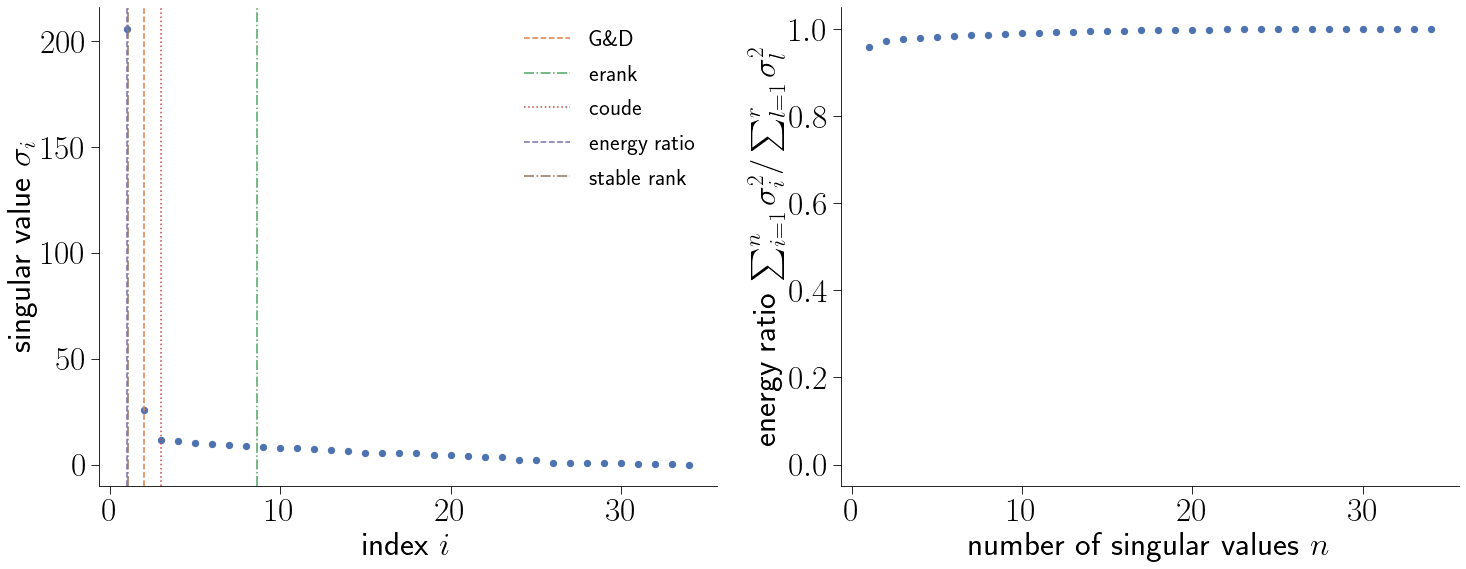 200
150
100
50
0
singular value σ_i
0 10 20 30
index i
G&D
erank
coude
energy ratio
stable rank
1.0
0.8
0.6
0.4
0.2
0.0
energy ratio ∑_{i=1}^{n} σ_i^2 / ∑_{l=1}^{r} σ_l^2
0 10 20 30
number of singular values n